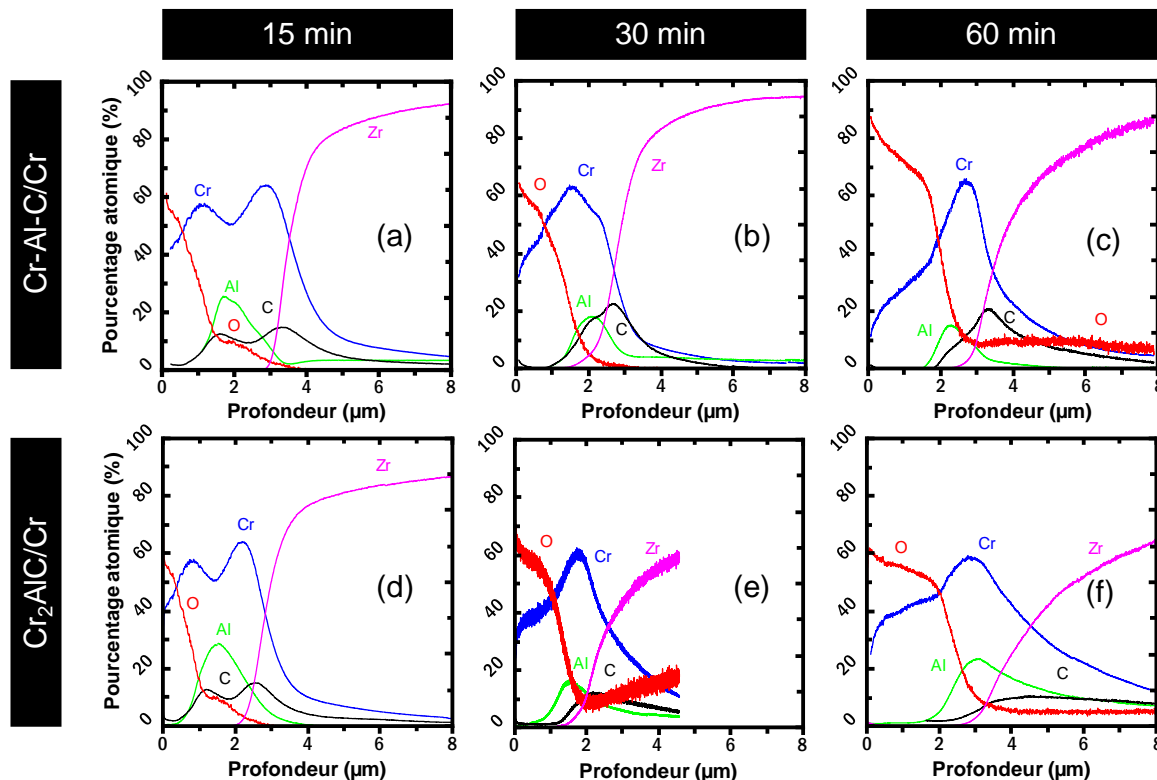 15 min 30 min 60 min
Cr-Al-C/Cr
Pourcentage atomique (%)
100
80
60
40
20
0
Cr
Al
O
C
Zr
(a)
0 2 4 6 8
Profondeur (µm)
100
80
60
40
20
0
O
Cr
Zr
Al
C
(b)
0 2 4 6 8
Profondeur (µm)
100
80
60
40
20
0
Cr
Zr
Al
C
O
(c)
0 2 4 6 8
Profondeur (µm)
Cr₂AlC/Cr
Pourcentage atomique (%)
100
80
60
40
20
0
Cr
Zr
O
Al
C
(d)
0 2 4 6 8
Profondeur (µm)
100
80
60
40
20
0
O
Cr
Zr
Al
C
(e)
0 2 4 6 8
Profondeur (µm)
100
80
60
40
20
0
O
Cr
Zr
Al
C
(f)
0 2 4 6 8
Profondeur (µm)